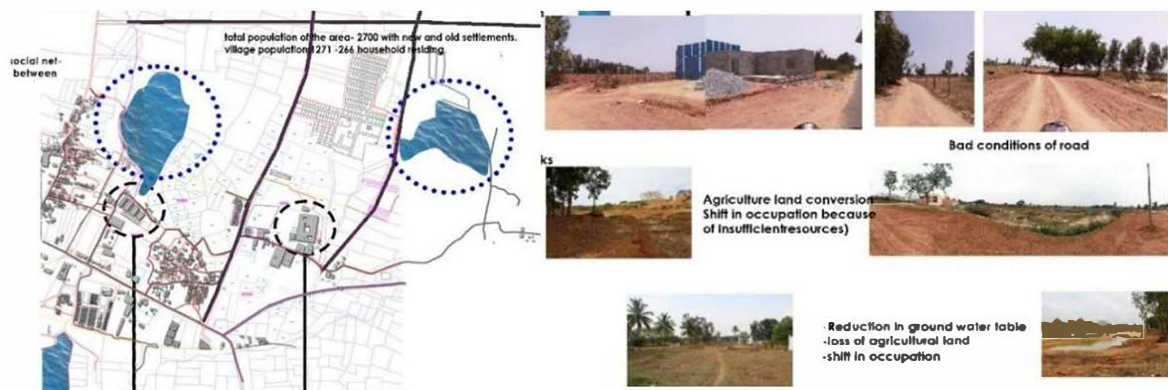 total population of the area- 2700 with new and old settlements.
village population 1271 -266 household residing
social net-
between
Bad conditions of road
ks
Agriculture land conversion
Shift in occupation because
of Insufficientresources)
-Reduction in ground water table
-loss of agricultural land
-shift in occupation